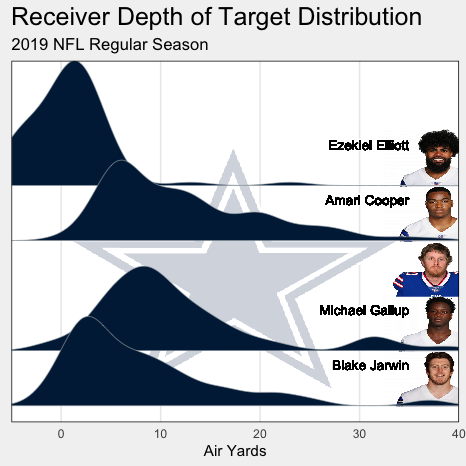 Receiver Depth of Target Distribution
2019 NFL Regular Season
Ezekiel Elliott
Amari Cooper
Michael Gallup
Blake Jarwin
0 10 20 30 40
Air Yards